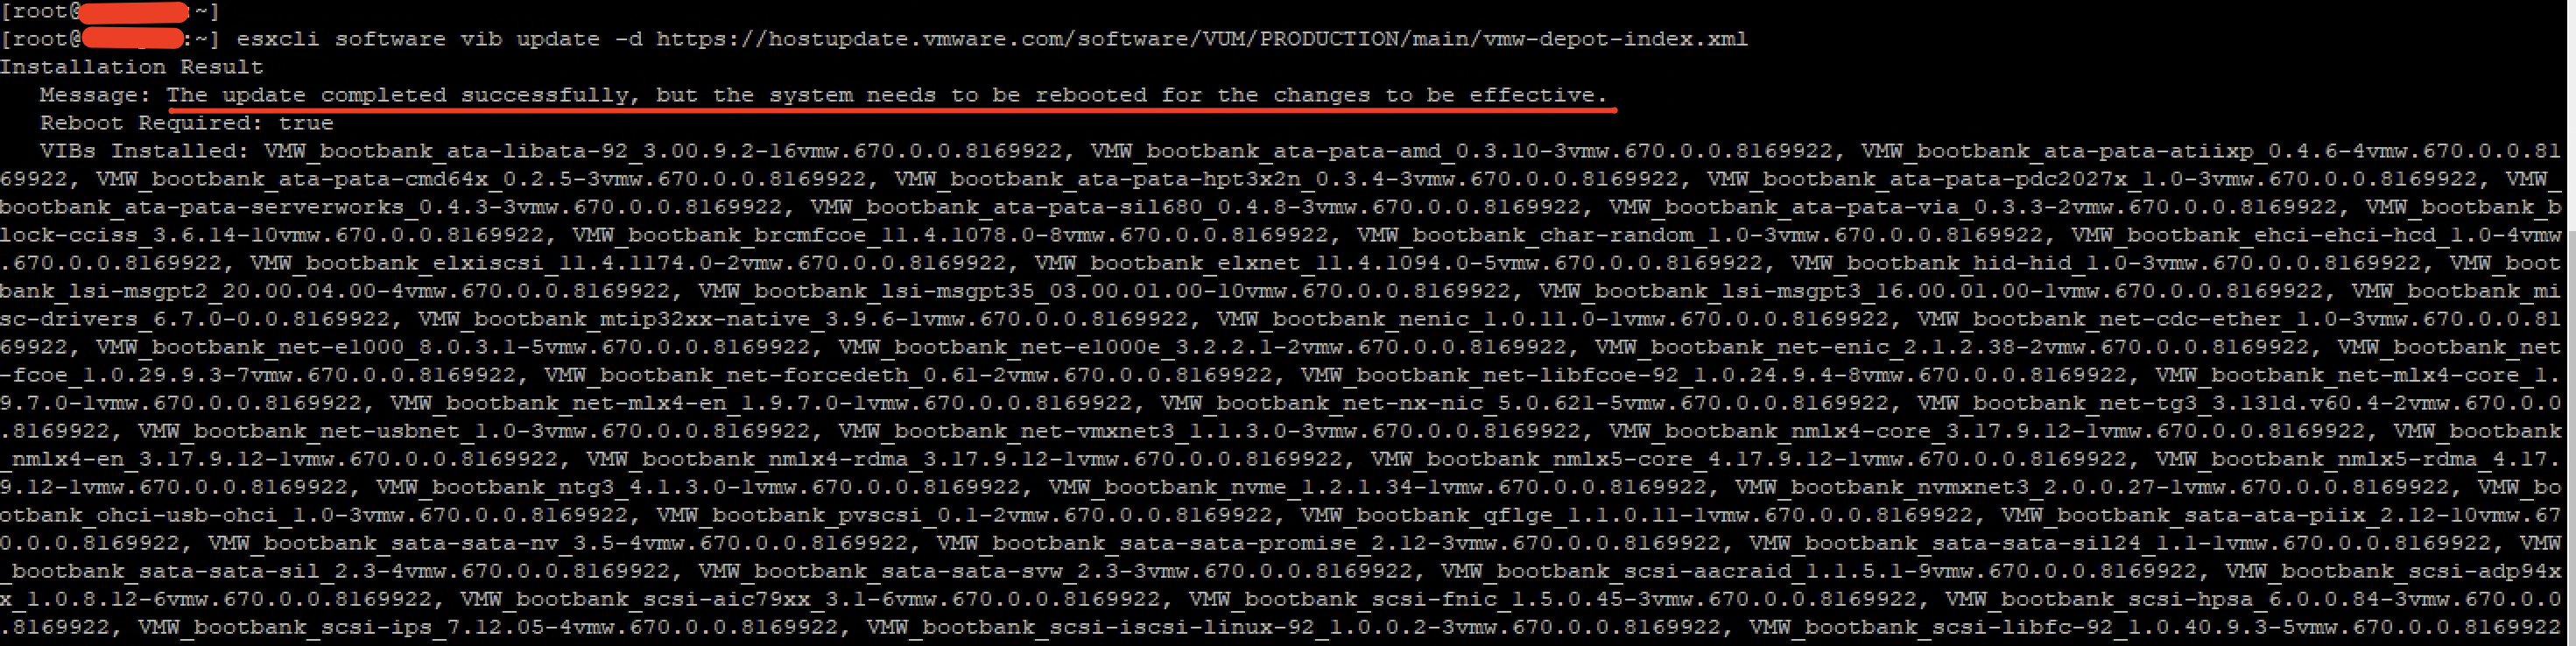 [root@ :~]
[root@ :~] esxcli software vib update -d https://hostupdate.vmware.com/software/VUM/PRODUCTION/main/vmw-depot-index.xml
Installation Result
   Message: The update completed successfully, but the system needs to be rebooted for the changes to be effective.
   Reboot Required: true
   VIBs Installed: VMW_bootbank_ata-libata-92_3.00.9.2-16vmw.670.0.0.8169922, VMW_bootbank_ata-pata-amd_0.3.10-3vmw.670.0.0.8169922, VMW_bootbank_ata-pata-atiixp_0.4.6-4vmw.670.0.0.81
69922, VMW_bootbank_ata-pata-cmd64x_0.2.5-3vmw.670.0.0.8169922, VMW_bootbank_ata-pata-hpt3x2n_0.3.4-3vmw.670.0.0.8169922, VMW_bootbank_ata-pata-pdc2027x_1.0-3vmw.670.0.0.8169922, VMW_
bootbank_ata-pata-serverworks_0.4.3-3vmw.670.0.0.8169922, VMW_bootbank_ata-pata-sil680_0.4.8-3vmw.670.0.0.8169922, VMW_bootbank_ata-pata-via_0.3.3-2vmw.670.0.0.8169922, VMW_bootbank_b
lock-cciss_3.6.14-10vmw.670.0.0.8169922, VMW_bootbank_brcmfcoe_11.4.1078.0-8vmw.670.0.0.8169922, VMW_bootbank_char-random_1.0-3vmw.670.0.0.8169922, VMW_bootbank_ehci-ehci-hcd_1.0-4vmw
.670.0.0.8169922, VMW_bootbank_elxiscsi_11.4.1174.0-2vmw.670.0.0.8169922, VMW_bootbank_elxnet_11.4.1094.0-5vmw.670.0.0.8169922, VMW_bootbank_hid-hid_1.0-3vmw.670.0.0.8169922, VMW_boot
bank_lsi-msgpt2_20.00.04.00-4vmw.670.0.0.8169922, VMW_bootbank_lsi-msgpt35_03.00.01.00-10vmw.670.0.0.8169922, VMW_bootbank_lsi-msgpt3_16.00.01.00-1vmw.670.0.0.8169922, VMW_bootbank_mi
sc-drivers_6.7.0-0.0.8169922, VMW_bootbank_mtip32xx-native_3.9.6-1vmw.670.0.0.8169922, VMW_bootbank_nenic_1.0.11.0-1vmw.670.0.0.8169922, VMW_bootbank_net-cdc-ether_1.0-3vmw.670.0.0.81
69922, VMW_bootbank_net-e1000_8.0.3.1-5vmw.670.0.0.8169922, VMW_bootbank_net-e1000e_3.2.2.1-2vmw.670.0.0.8169922, VMW_bootbank_net-enic_2.1.2.38-2vmw.670.0.0.8169922, VMW_bootbank_net
-fcoe_1.0.29.9.3-7vmw.670.0.0.8169922, VMW_bootbank_net-forcedeth_0.61-2vmw.670.0.0.8169922, VMW_bootbank_net-libfcoe-92_1.0.24.9.4-8vmw.670.0.0.8169922, VMW_bootbank_net-mlx4-core_1.
9.7.0-1vmw.670.0.0.8169922, VMW_bootbank_net-mlx4-en_1.9.7.0-1vmw.670.0.0.8169922, VMW_bootbank_net-nx-nic_5.0.621-5vmw.670.0.0.8169922, VMW_bootbank_net-tg3_3.131d.v60.4-2vmw.670.0.0
.8169922, VMW_bootbank_net-usbnet_1.0-3vmw.670.0.0.8169922, VMW_bootbank_net-vmxnet3_1.1.3.0-3vmw.670.0.0.8169922, VMW_bootbank_nmlx4-core_3.17.9.12-1vmw.670.0.0.8169922, VMW_bootbank
_nmlx4-en_3.17.9.12-1vmw.670.0.0.8169922, VMW_bootbank_nmlx4-rdma_3.17.9.12-1vmw.670.0.0.8169922, VMW_bootbank_nmlx5-core_4.17.9.12-1vmw.670.0.0.8169922, VMW_bootbank_nmlx5-rdma_4.17.
9.12-1vmw.670.0.0.8169922, VMW_bootbank_ntg3_4.1.3.0-1vmw.670.0.0.8169922, VMW_bootbank_nvme_1.2.1.34-1vmw.670.0.0.8169922, VMW_bootbank_nvmxnet3_2.0.0.27-1vmw.670.0.0.8169922, VMW_bo
otbank_ohci-usb-ohci_1.0-3vmw.670.0.0.8169922, VMW_bootbank_pvscsi_0.1-2vmw.670.0.0.8169922, VMW_bootbank_qflge_1.1.0.11-1vmw.670.0.0.8169922, VMW_bootbank_sata-ata-piix_2.12-10vmw.67
0.0.0.8169922, VMW_bootbank_sata-sata-nv_3.5-4vmw.670.0.0.8169922, VMW_bootbank_sata-sata-promise_2.12-3vmw.670.0.0.8169922, VMW_bootbank_sata-sata-sil24_1.1-1vmw.670.0.0.8169922, VMW
_bootbank_sata-sata-sil_2.3-4vmw.670.0.0.8169922, VMW_bootbank_sata-sata-svw_2.3-3vmw.670.0.0.8169922, VMW_bootbank_scsi-aacraid_1.1.5.1-9vmw.670.0.0.8169922, VMW_bootbank_scsi-adp94x
x_1.0.8.12-6vmw.670.0.0.8169922, VMW_bootbank_scsi-aic79xx_3.1-6vmw.670.0.0.8169922, VMW_bootbank_scsi-fnic_1.5.0.45-3vmw.670.0.0.8169922, VMW_bootbank_scsi-hpsa_6.0.0.84-3vmw.670.0.0
.8169922, VMW_bootbank_scsi-ips_7.12.05-4vmw.670.0.0.8169922, VMW_bootbank_scsi-iscsi-linux-92_1.0.0.2-3vmw.670.0.0.8169922, VMW_bootbank_scsi-libfc-92_1.0.40.9.3-5vmw.670.0.0.8169922